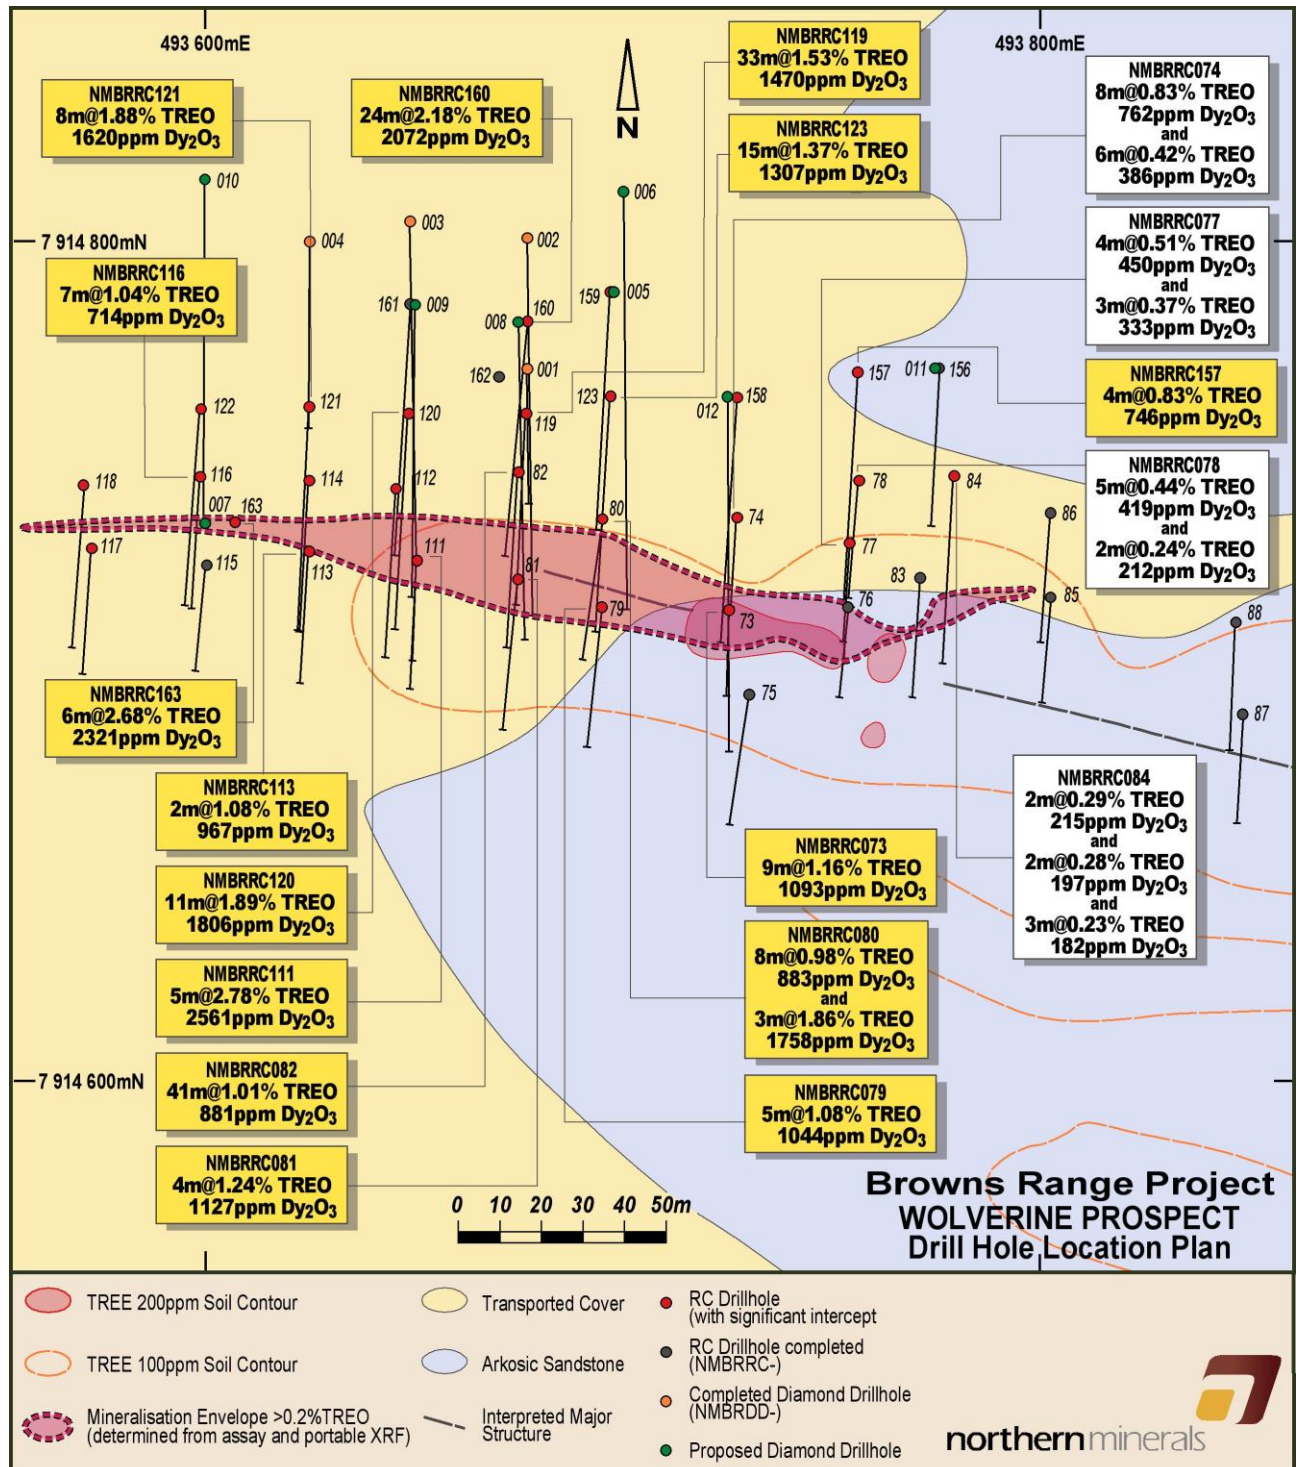 493 600mE
493 800mE
NMBRRC119
33m@1.53% TREO
1470ppm Dy₂O₃
NMBRRC074
8m@0.83% TREO
762ppm Dy₂O₃
and
6m@0.42% TREO
386ppm Dy₂O₃
NMBRRC121
8m@1.88% TREO
1620ppm Dy₂O₃
NMBRRC160
24m@2.18% TREO
2072ppm Dy₂O₃
N
NMBRRC123
15m@1.37% TREO
1307ppm Dy₂O₃
010
006
003
002
004
7 914 800mN
NMBRRC077
4m@0.51% TREO
450ppm Dy₂O₃
and
3m@0.37% TREO
333ppm Dy₂O₃
NMBRRC116
7m@1.04% TREO
714ppm Dy₂O₃
161
009
008
160
159
005
001
162
123
012
158
157
011
156
NMBRRC157
4m@0.83% TREO
746ppm Dy₂O₃
122
121
120
119
118
116
114
112
82
80
74
78
84
86
NMBRRC078
5m@0.44% TREO
419ppm Dy₂O₃
and
2m@0.24% TREO
212ppm Dy₂O₃
007
163
117
115
113
111
81
79
73
77
76
83
85
88
75
87
NMBRRC163
6m@2.68% TREO
2321ppm Dy₂O₃
NMBRRC113
2m@1.08% TREO
967ppm Dy₂O₃
NMBRRC084
2m@0.29% TREO
215ppm Dy₂O₃
and
2m@0.28% TREO
197ppm Dy₂O₃
and
3m@0.23% TREO
182ppm Dy₂O₃
NMBRRC073
9m@1.16% TREO
1093ppm Dy₂O₃
NMBRRC120
11m@1.89% TREO
1806ppm Dy₂O₃
NMBRRC080
8m@0.98% TREO
883ppm Dy₂O₃
and
3m@1.86% TREO
1758ppm Dy₂O₃
NMBRRC111
5m@2.78% TREO
2561ppm Dy₂O₃
7 914 600mN
NMBRRC082
41m@1.01% TREO
881ppm Dy₂O₃
NMBRRC079
5m@1.08% TREO
1044ppm Dy₂O₃
NMBRRC081
4m@1.24% TREO
1127ppm Dy₂O₃
0 10 20 30 40 50m
Browns Range Project
WOLVERINE PROSPECT
Drill Hole Location Plan
TREE 200ppm Soil Contour
TREE 100ppm Soil Contour
Mineralisation Envelope >0.2%TREO
(determined from assay and portable XRF)
Transported Cover
Arkosic Sandstone
Interpreted Major
Structure
RC Drillhole
(with significant intercept
RC Drillhole completed
(NMBRRC-)
Completed Diamond Drillhole
(NMBRDD-)
Proposed Diamond Drillhole
northernminerals